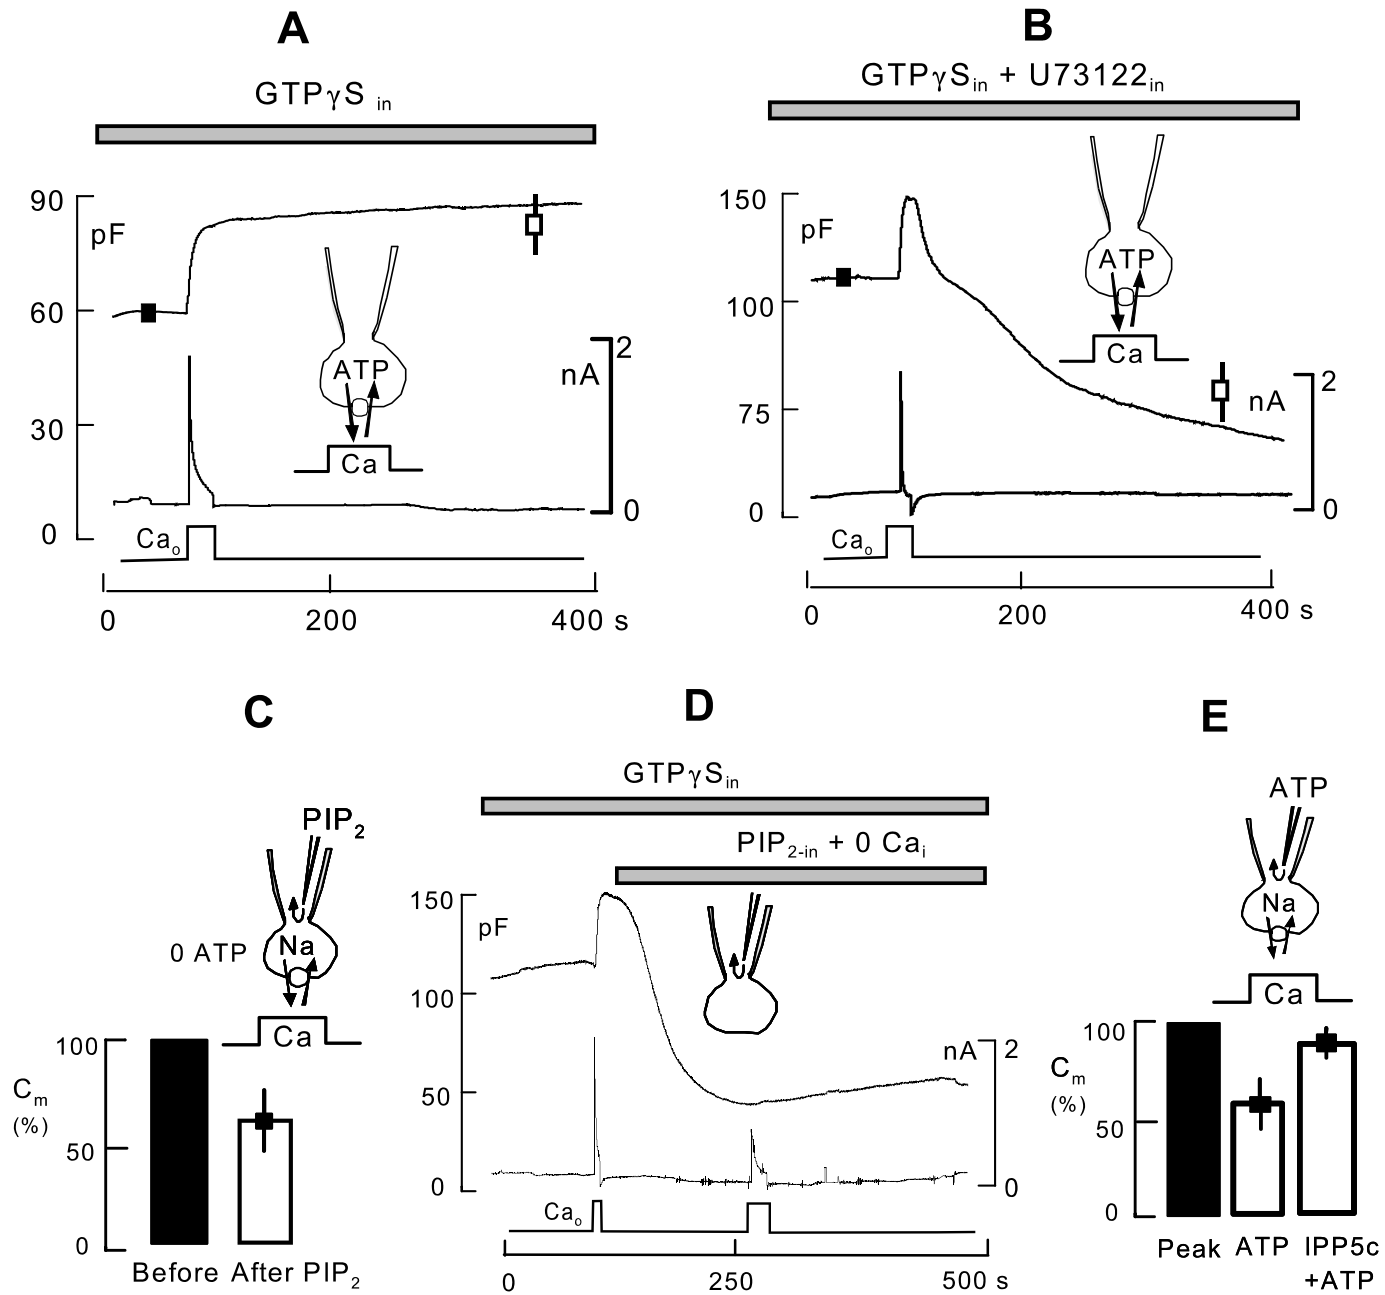 A
GTPγS in
90
pF
60
30
0
ATP
Ca
nA
2
0
Cao
0
200
400 s
B
GTPγSin + U73122in
150
pF
100
75
0
ATP
Ca
nA
2
0
Cao
0
200
400 s
C
PIP2
0 ATP
Na
Ca
100
Cm
(%)
50
0
Before After PIP2
D
GTPγSin
PIP2-in + 0 Cai
150
pF
100
50
0
nA
2
0
Cao
0
250
500 s
E
ATP
Na
Ca
100
Cm
(%)
50
0
Peak ATP IPP5c
+ATP